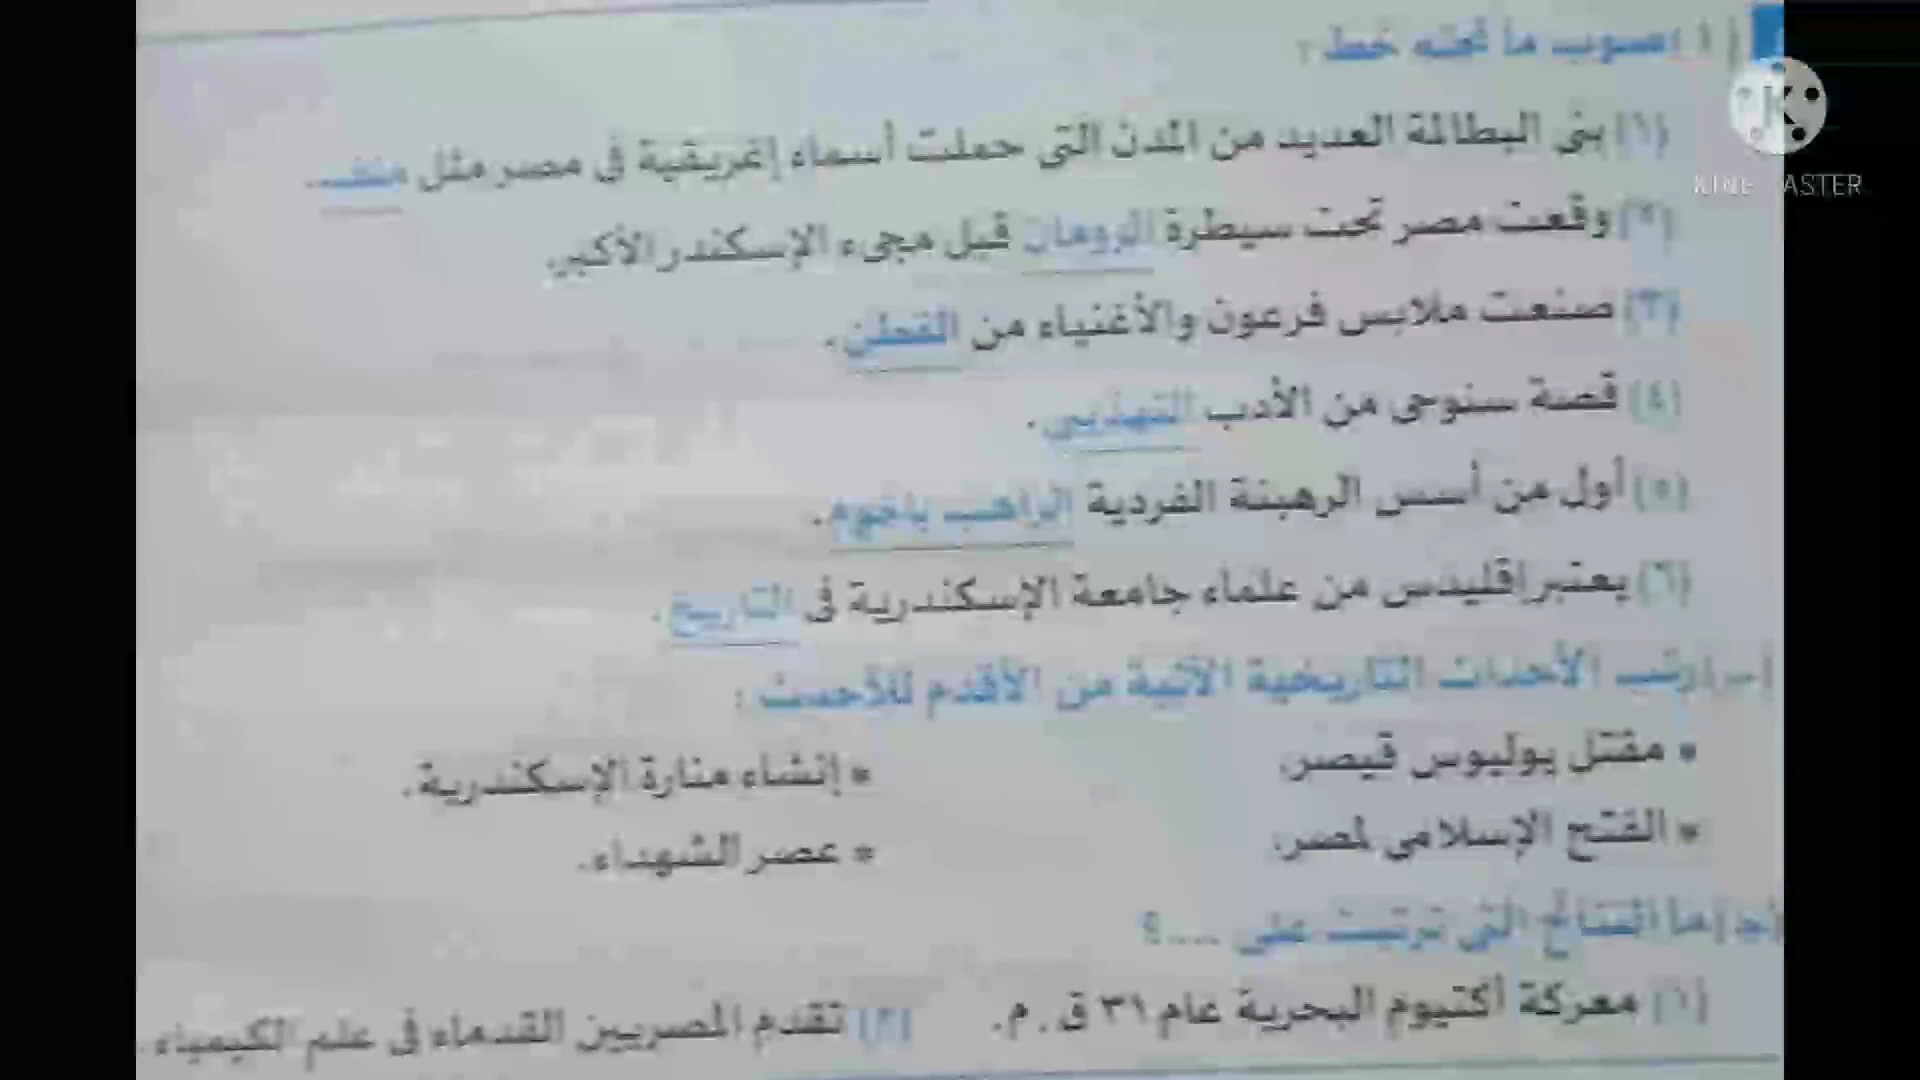 (أ) صوب ما تحته خط :
KINEMASTER
(١) بنى البطالمة العديد من المدن التى حملت أسماء إغريقية فى مصر مثل منف.
(٢) وقعت مصر تحت سيطرة الرومان قبل مجىء الإسكندر الأكبر.
(٣) صنعت ملابس فرعون والأغنياء من القطن.
(٤) قصة سنوحى من الأدب التهذيبى.
(٥) أول من أسس الرهبنة الفردية الراهب باخوم.
(٦) يعتبر إقليدس من علماء جامعة الإسكندرية فى التاريخ.
(ب) رتب الأحداث التاريخية الآتية من الأقدم للأحدث :
* مقتل يوليوس قيصر. * إنشاء منارة الإسكندرية.
* الفتح الإسلامى لمصر. * عصر الشهداء.
(ج) ما النتائج التى ترتبت على .... ؟
(١) معركة أكتيوم البحرية عام ٣١ ق . م. (٢) تقدم المصريين القدماء فى علم الكيمياء.